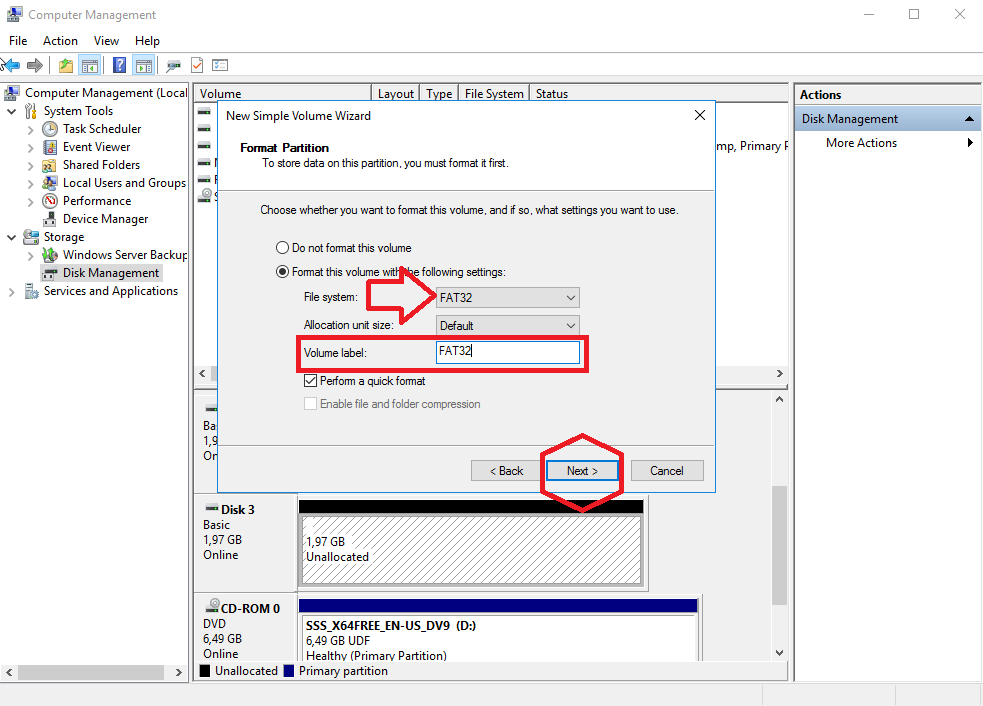 Computer Management
File Action View Help
Computer Management (Local
System Tools
Task Scheduler
Event Viewer
Shared Folders
Local Users and Groups
Performance
Device Manager
Storage
Windows Server Backup
Disk Management
Services and Applications
Volume Layout Type File System Status
mp, Primary P
New Simple Volume Wizard
Format Partition
To store data on this partition, you must format it first.
Choose whether you want to format this volume, and if so, what settings you want to use.
Do not format this volume
Format this volume with the following settings:
File system: FAT32
Allocation unit size: Default
Volume label: FAT32
Perform a quick format
Enable file and folder compression
< Back Next > Cancel
Ba
1,9
On
Disk 3
Basic
1,97 GB
Online
1,97 GB
Unallocated
CD-ROM 0
DVD
6,49 GB
Online
SSS_X64FREE_EN-US_DV9 (D:)
6,49 GB UDF
Healthy (Primary Partition)
Unallocated Primary partition
Actions
Disk Management
More Actions